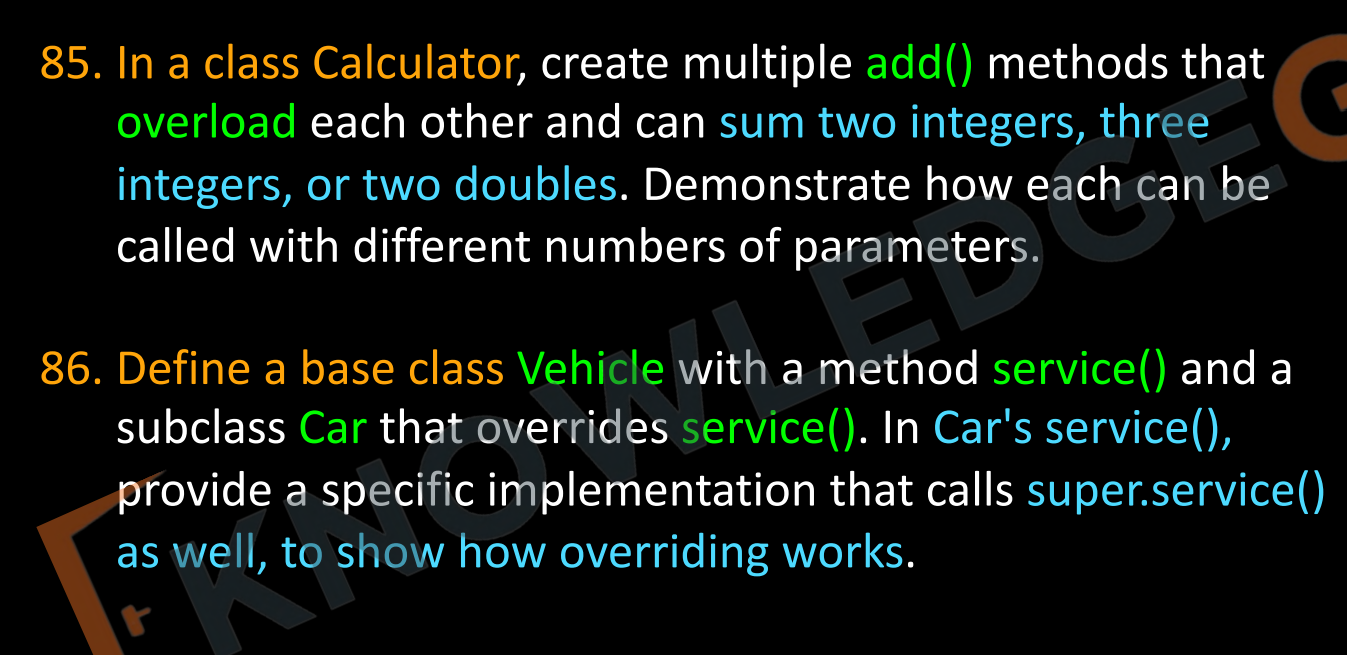 85. In a class Calculator, create multiple add() methods that
overload each other and can sum two integers, three
integers, or two doubles. Demonstrate how each can be
called with different numbers of parameters.
86. Define a base class Vehicle with a method service() and a
subclass Car that overrides service(). In Car's service(),
provide a specific implementation that calls super.service()
as well, to show how overriding works.
KNOWLEDGE G